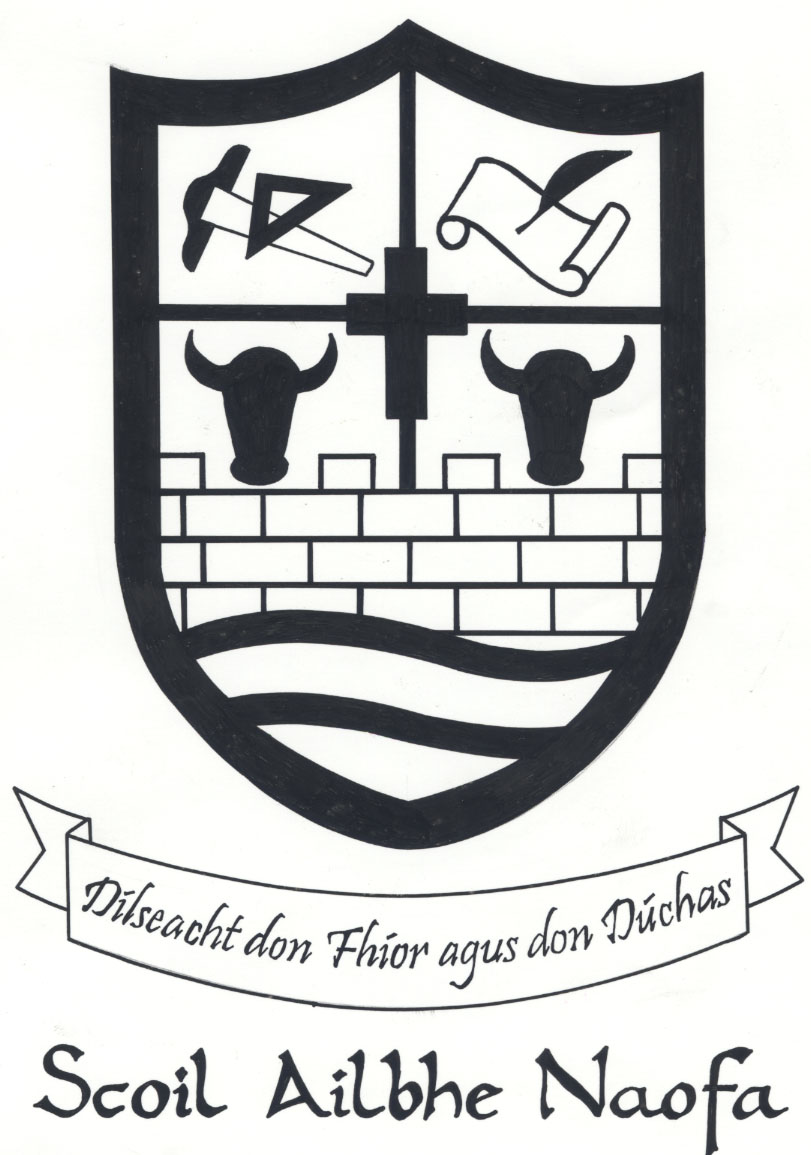 Dílseacht don Fhíor agus don Dúchas
Scoil Ailbhe Naofa